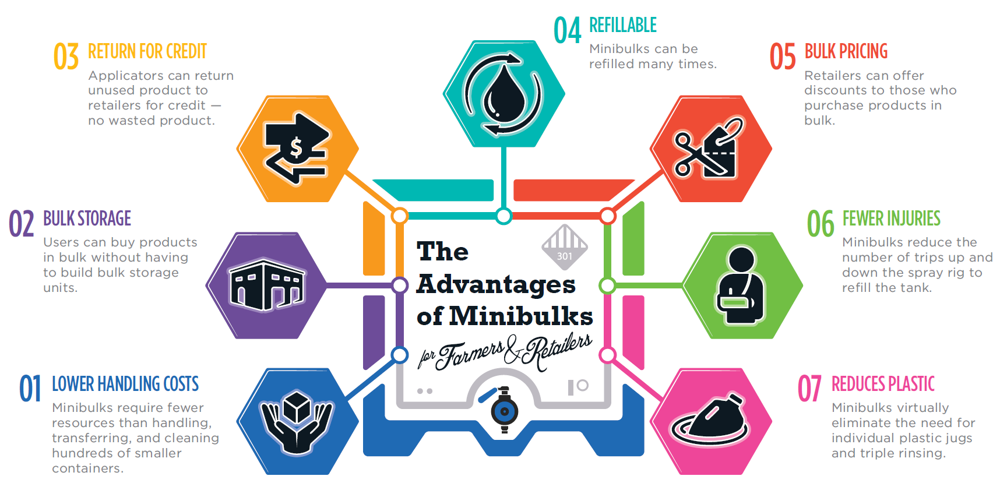 The
Advantages
of Minibulks
for Farmers & Retailers
301
01 LOWER HANDLING COSTS
Minibulks require fewer
resources than handling,
transferring, and cleaning
hundreds of smaller
containers.
02 BULK STORAGE
Users can buy products
in bulk without having
to build bulk storage
units.
03 RETURN FOR CREDIT
Applicators can return
unused product to
retailers for credit —
no wasted product.
$
04 REFILLABLE
Minibulks can be
refilled many times.
05 BULK PRICING
Retailers can offer
discounts to those who
purchase products in
bulk.
06 FEWER INJURIES
Minibulks reduce the
number of trips up and
down the spray rig to
refill the tank.
07 REDUCES PLASTIC
Minibulks virtually
eliminate the need for
individual plastic jugs
and triple rinsing.